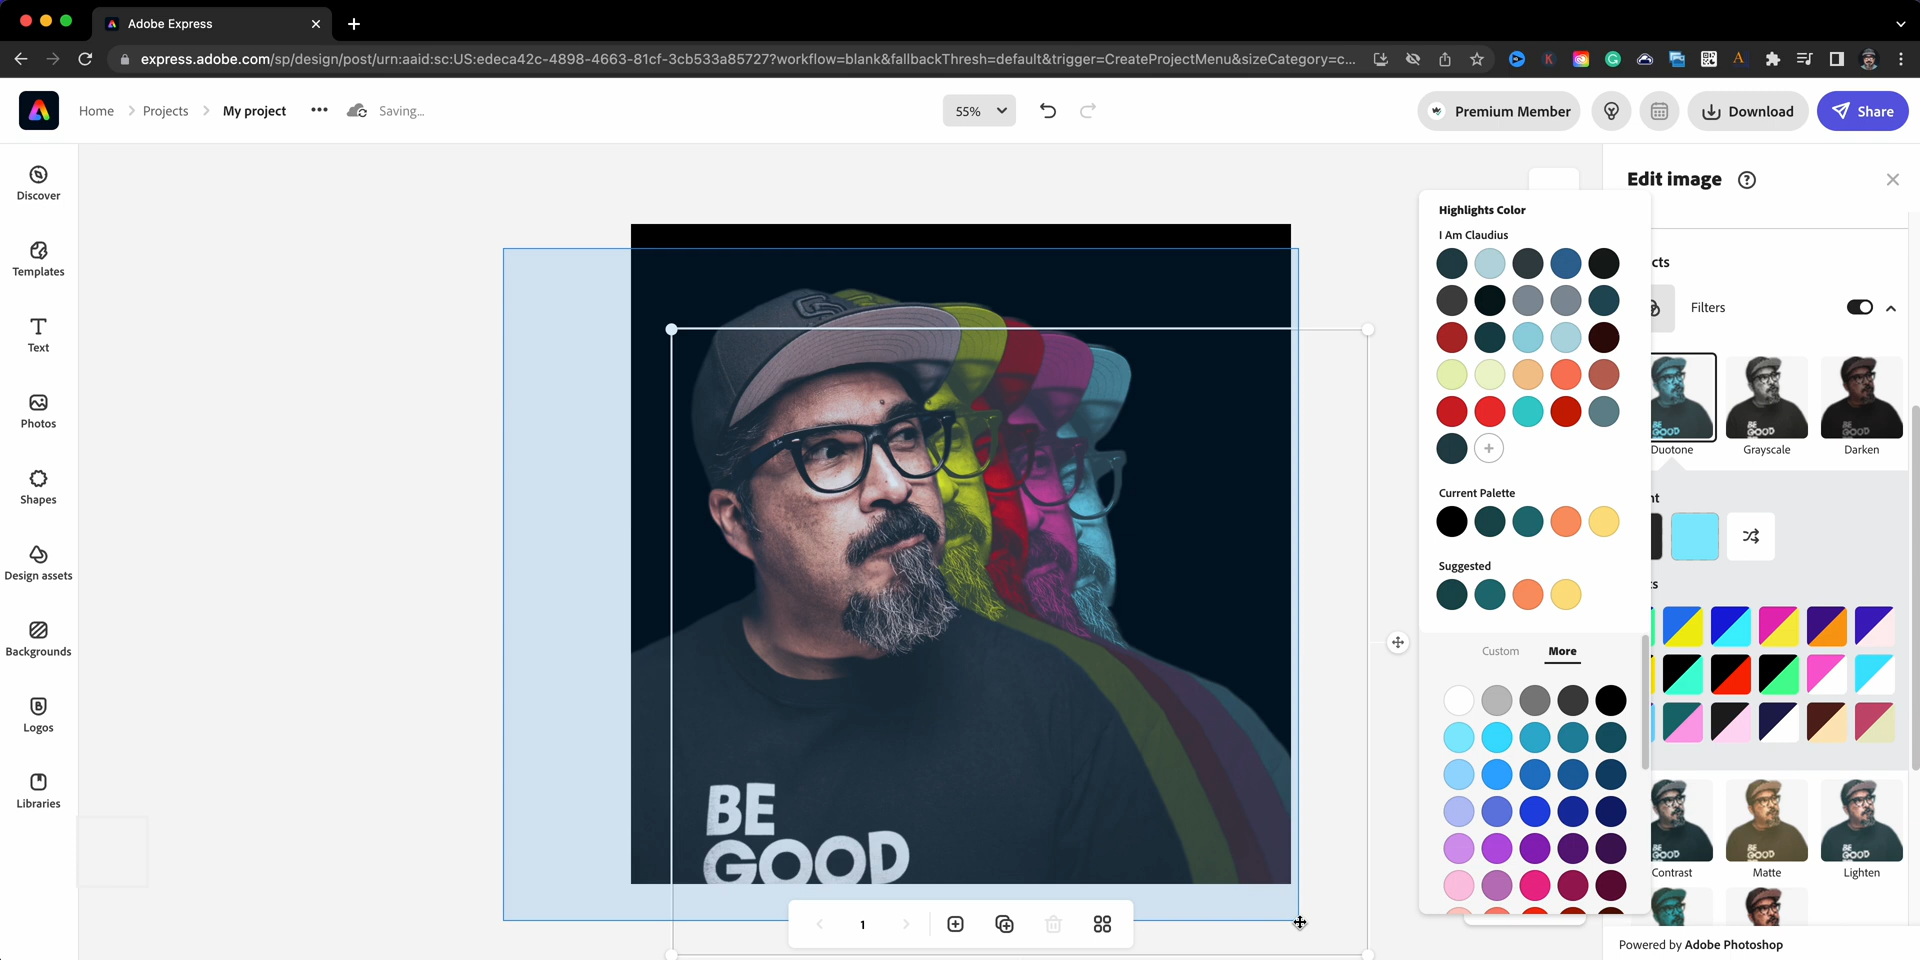 Adobe Express
express.adobe.com/sp/design/post/urn:aaid:sc:US:edeca42c-4898-4663-81cf-3cb533a85727?workflow=blank&fallbackThresh=default&trigger=CreateProjectMenu&sizeCategory=c...
Home
Projects
My project
Saving...
55%
Premium Member
Download
Share
Discover
Templates
Text
Photos
Shapes
Design assets
Backgrounds
Logos
Libraries
BE
GOOD
1
Highlights Color
I Am Claudius
Current Palette
Suggested
Custom
More
Edit image
cts
Filters
Duotone
Grayscale
Darken
nt
ts
Contrast
Matte
Lighten
Powered by Adobe Photoshop